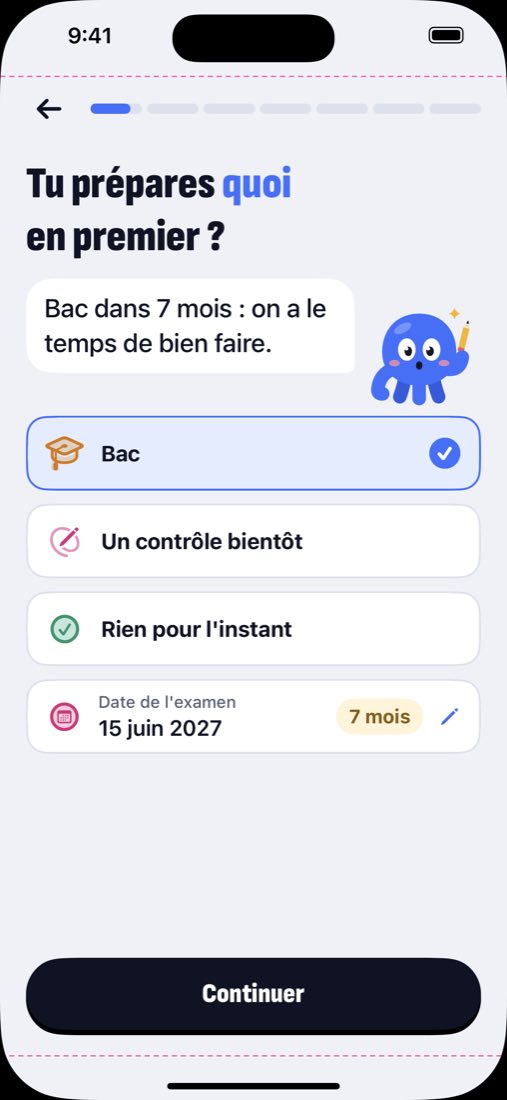 9:41
Tu prépares quoi
en premier ?
Bac dans 7 mois : on a le
temps de bien faire.
Bac
Un contrôle bientôt
Rien pour l'instant
Date de l'examen
15 juin 2027
7 mois
Continuer